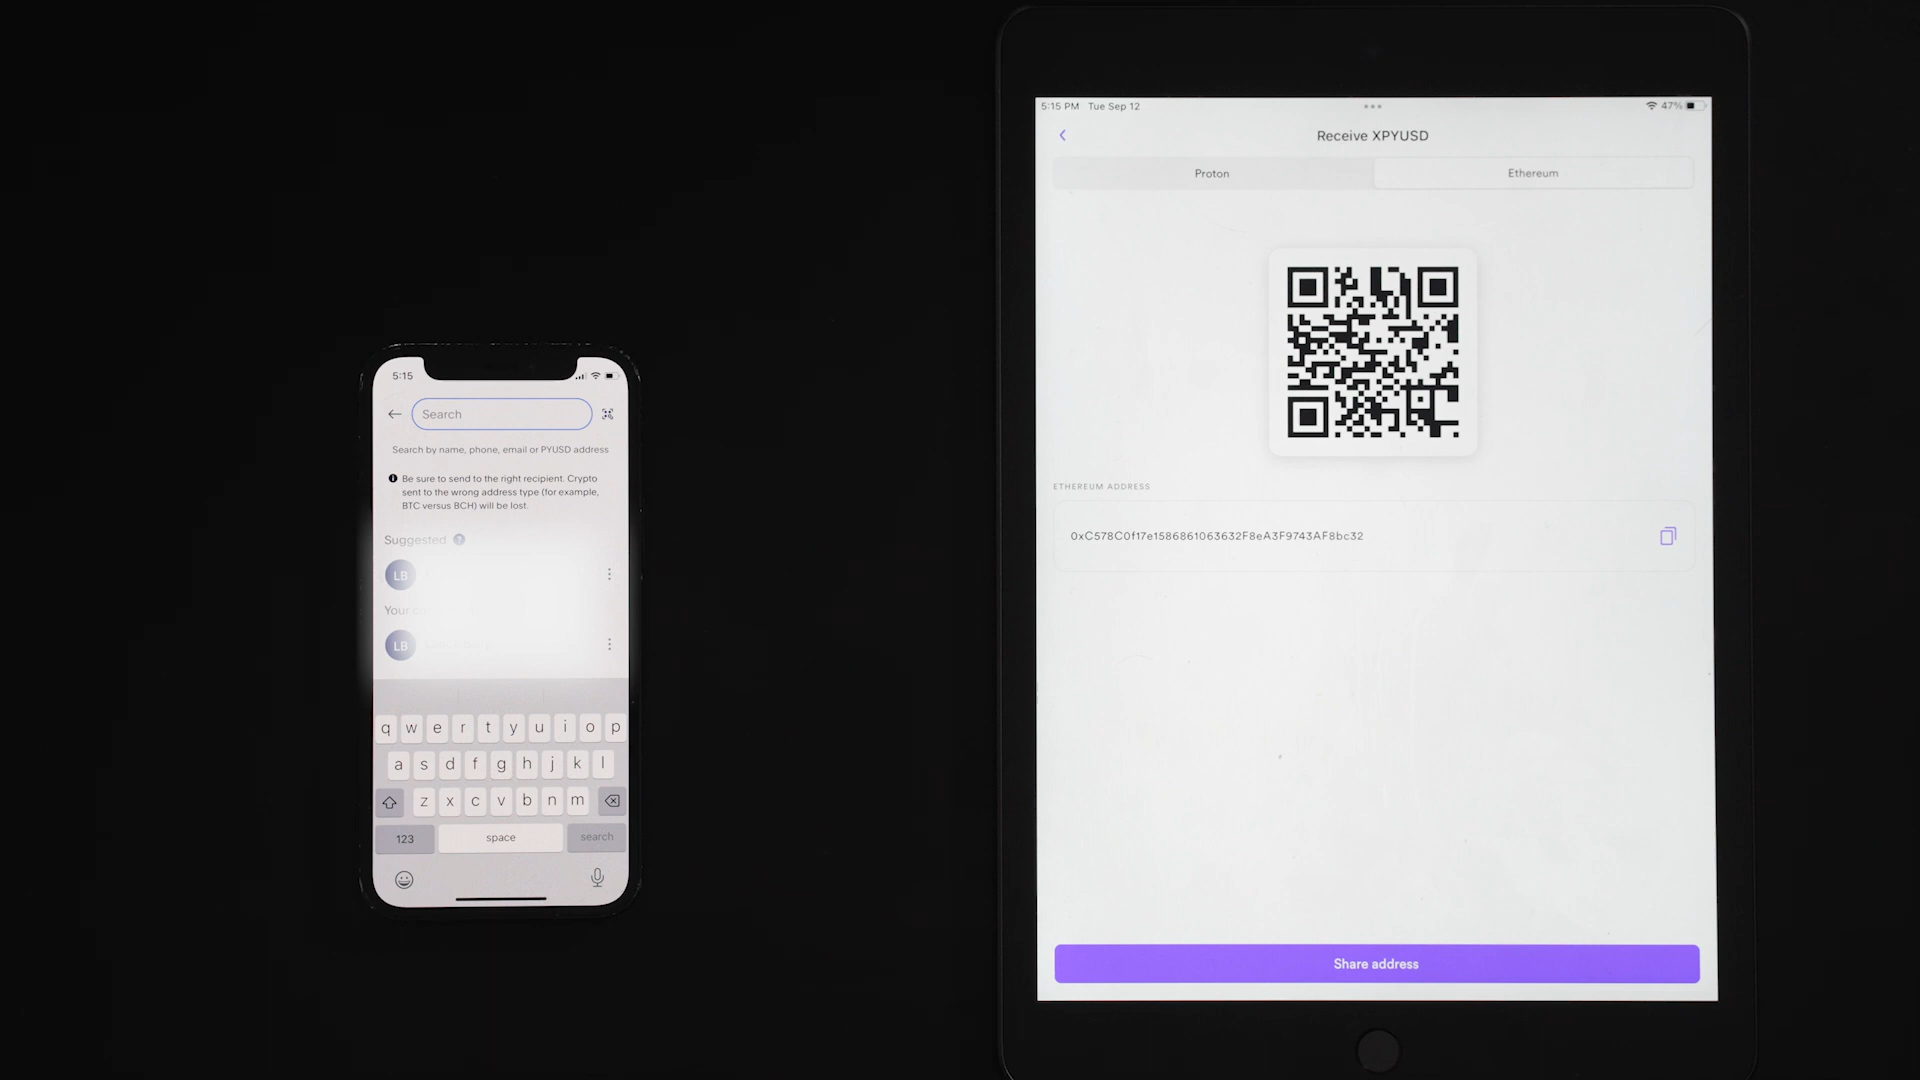 5:15
Search
Search by name, phone, email or PYUSD address
Be sure to send to the right recipient. Crypto
sent to the wrong address type (for example,
BTC versus BCH) will be lost.
Suggested
LB
Your
LB
q w e r t y u i o p
a s d f g h j k l
z x c v b n m
123 space search
5:15 PM Tue Sep 12
47%
Receive XPYUSD
Proton Ethereum
ETHEREUM ADDRESS
0xC578C0f17e1586861063632F8eA3F9743AF8bc32
Share address